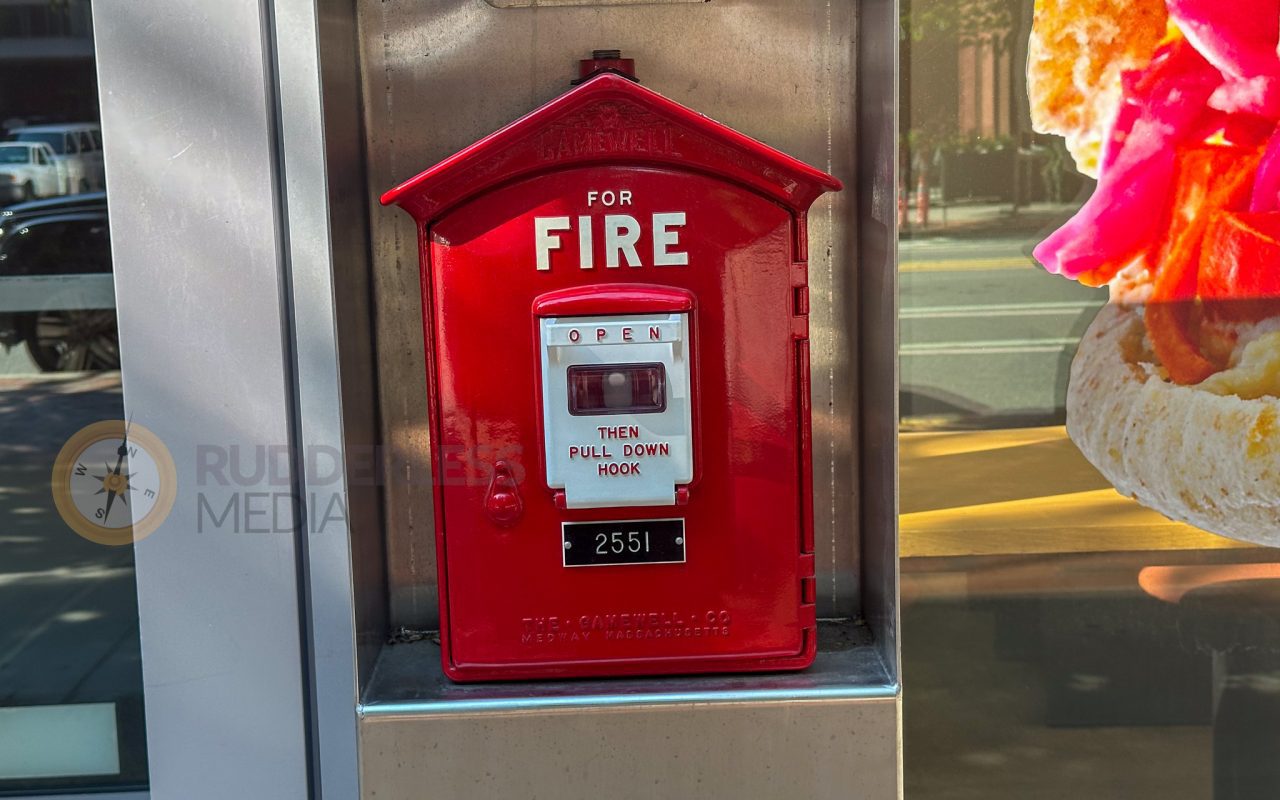 GAMEWELL
FOR
FIRE
OPEN
THEN
PULL DOWN
HOOK
RUDDERLESS
MEDIA
N
W
E
S
2551
THE · GAMEWELL · CO
MEDWAY MASSACHUSETTS